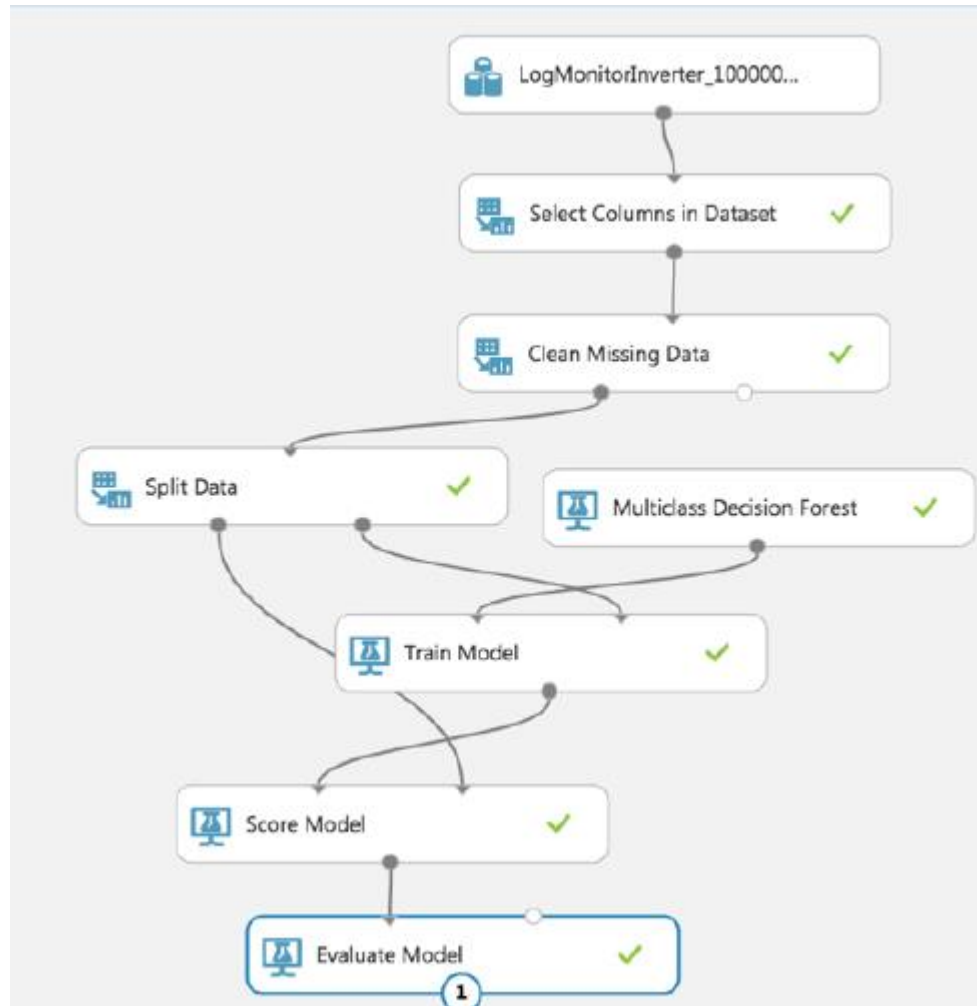 LogMonitorInverter_100000...
Select Columns in Dataset
Clean Missing Data
Split Data
Multiclass Decision Forest
Train Model
Score Model
Evaluate Model
1